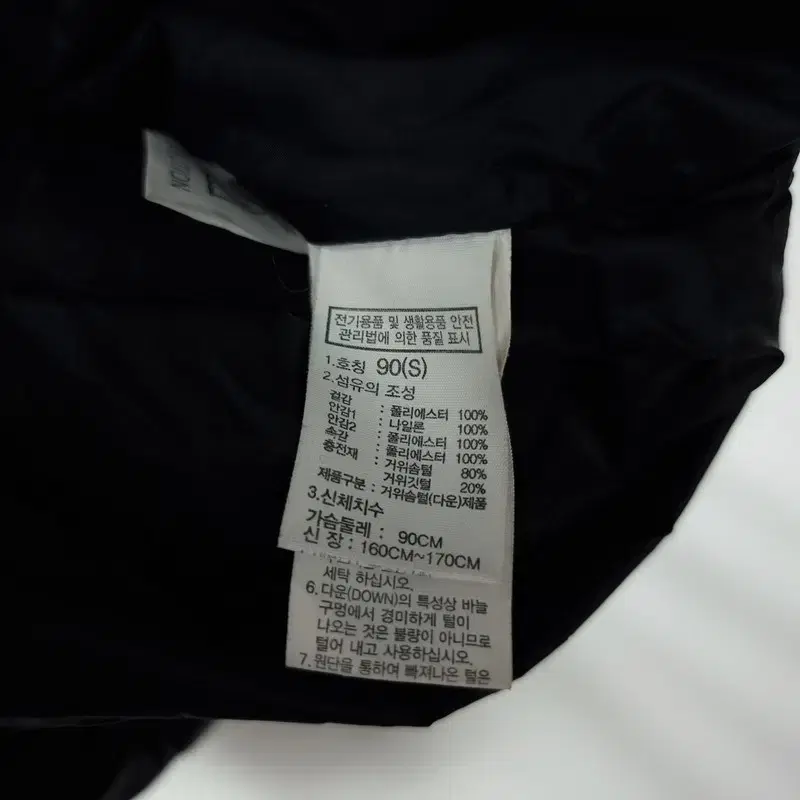 전기용품 및 생활용품 안전
관리법에 의한 품질 표시
1.호칭 90(S)
2.섬유의 조성
겉감 : 폴리에스터 100%
안감1 : 나일론 100%
안감2 : 폴리에스터 100%
속감 : 폴리에스터 100%
충전재 : 거위솜털 80%
거위깃털 20%
제품구분 : 거위솜털(다운)제품
3.신체치수
가슴둘레 : 90CM
신 장 : 160CM~170CM
세탁 하십시오.
6.다운(DOWN)의 특성상 바늘
구멍에서 경미하게 털이
나오는 것은 불량이 아니므로
털어 내고 사용하십시오.
7.원단을 통하여 빠져나온 털은